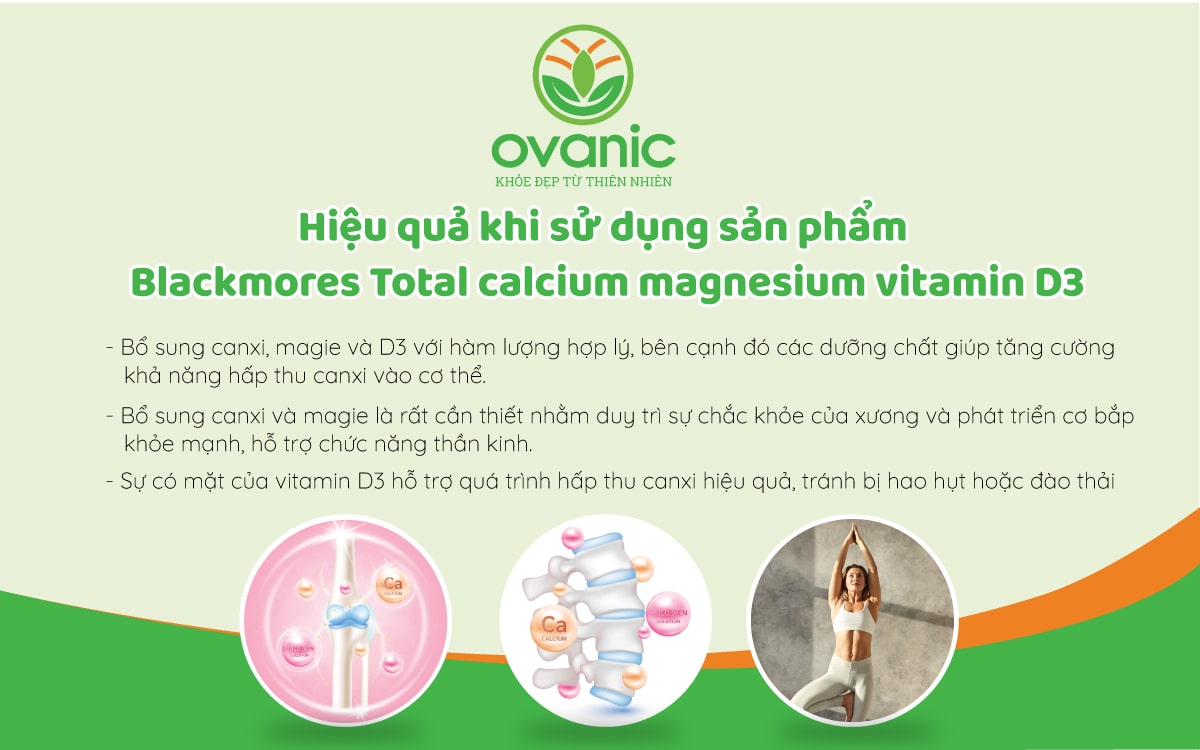 ovanic
KHỎE ĐẸP TỪ THIÊN NHIÊN
Hiệu quả khi sử dụng sản phẩm
Blackmores Total calcium magnesium vitamin D3
- Bổ sung canxi, magie và D3 với hàm lượng hợp lý, bên cạnh đó các dưỡng chất giúp tăng cường
khả năng hấp thu canxi vào cơ thể.
- Bổ sung canxi và magie là rất cần thiết nhằm duy trì sự chắc khỏe của xương và phát triển cơ bắp
khỏe mạnh, hỗ trợ chức năng thần kinh.
- Sự có mặt của vitamin D3 hỗ trợ quá trình hấp thu canxi hiệu quả, tránh bị hao hụt hoặc đào thải
Ca
CALCIUM
SOLUTION
Ca
CALCIUM
SOLUTION